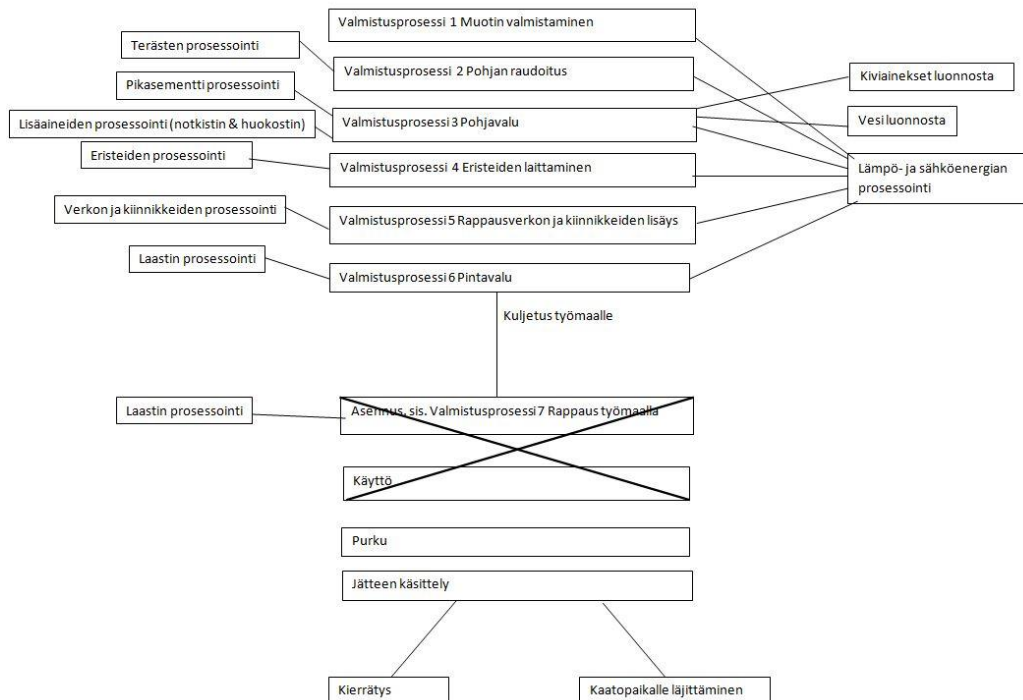 Valmistusprosessi 1 Muotin valmistaminen
Terästen prosessointi
Valmistusprosessi 2 Pohjan raudoitus
Kiviainekset luonnosta
Pikasementti prosessointi
Lisäaineiden prosessointi (notkistin & huokostin)
Valmistusprosessi 3 Pohjavalu
Vesi luonnosta
Eristeiden prosessointi
Valmistusprosessi 4 Eristeiden laittaminen
Lämpö- ja sähköenergian
prosessointi
Verkon ja kiinnikkeiden prosessointi
Valmistusprosessi 5 Rappausverkon ja kiinnikkeiden lisäys
Laastin prosessointi
Valmistusprosessi 6 Pintavalu
Kuljetus työmaalle
Laastin prosessointi
Asennus, sis. Valmistusprosessi 7 Rappaus työmaalla
Käyttö
Purku
Jätteen käsittely
Kierrätys
Kaatopaikalle läjittäminen